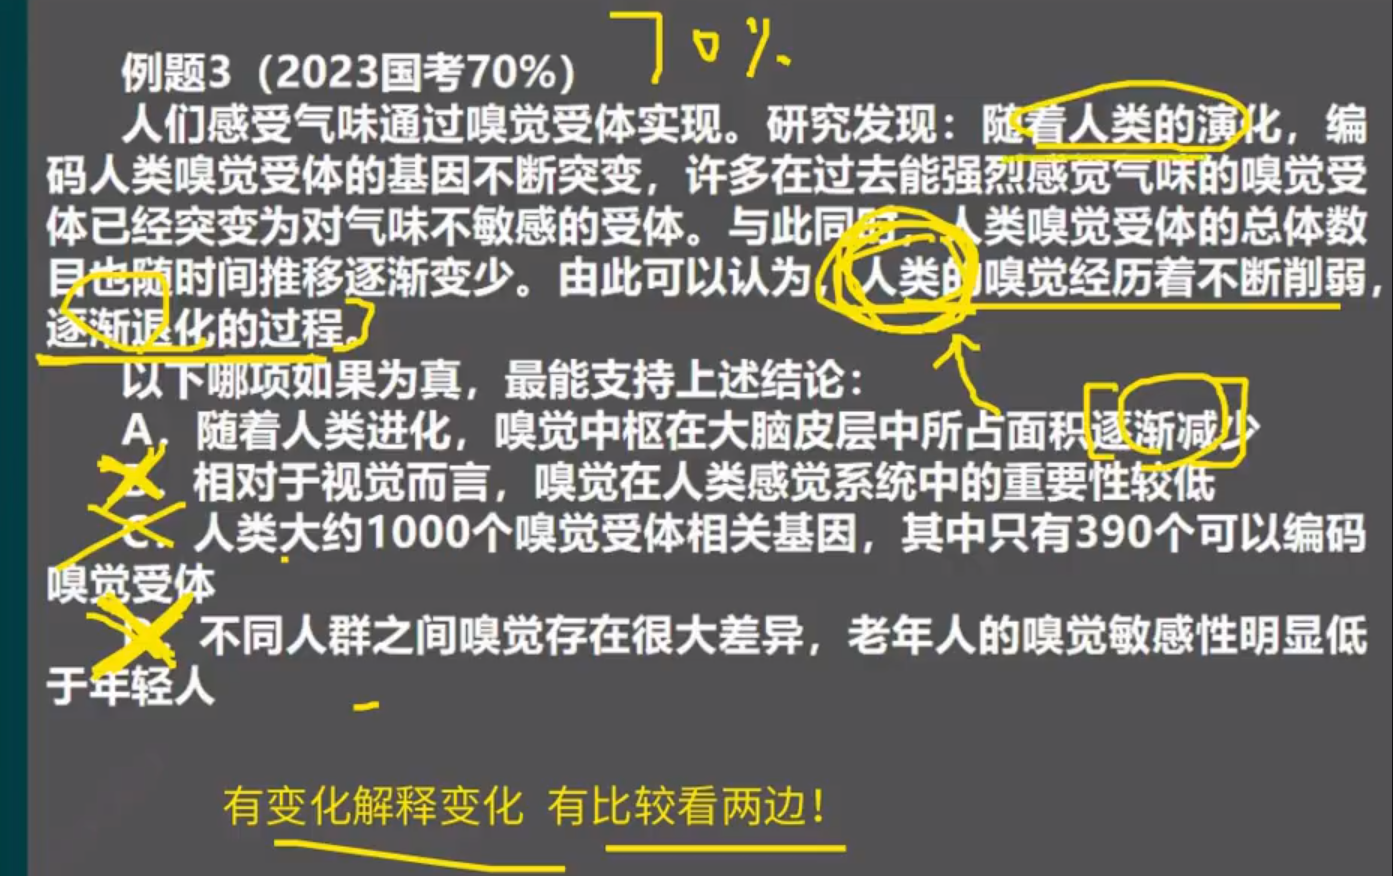 70%
例题3（2023国考70%）
人们感受气味通过嗅觉受体实现。研究发现：随着人类的演化，编
码人类嗅觉受体的基因不断突变，许多在过去能强烈感觉气味的嗅觉受
体已经突变为对气味不敏感的受体。与此同时，人类嗅觉受体的总体数
目也随时间推移逐渐变少。由此可以认为，人类的嗅觉经历着不断削弱，
逐渐退化的过程。
以下哪项如果为真，最能支持上述结论：
A．随着人类进化，嗅觉中枢在大脑皮层中所占面积逐渐减少
B．相对于视觉而言，嗅觉在人类感觉系统中的重要性较低
C．人类大约1000个嗅觉受体相关基因，其中只有390个可以编码
嗅觉受体
D．不同人群之间嗅觉存在很大差异，老年人的嗅觉敏感性明显低
于年轻人
有变化解释变化 有比较看两边！